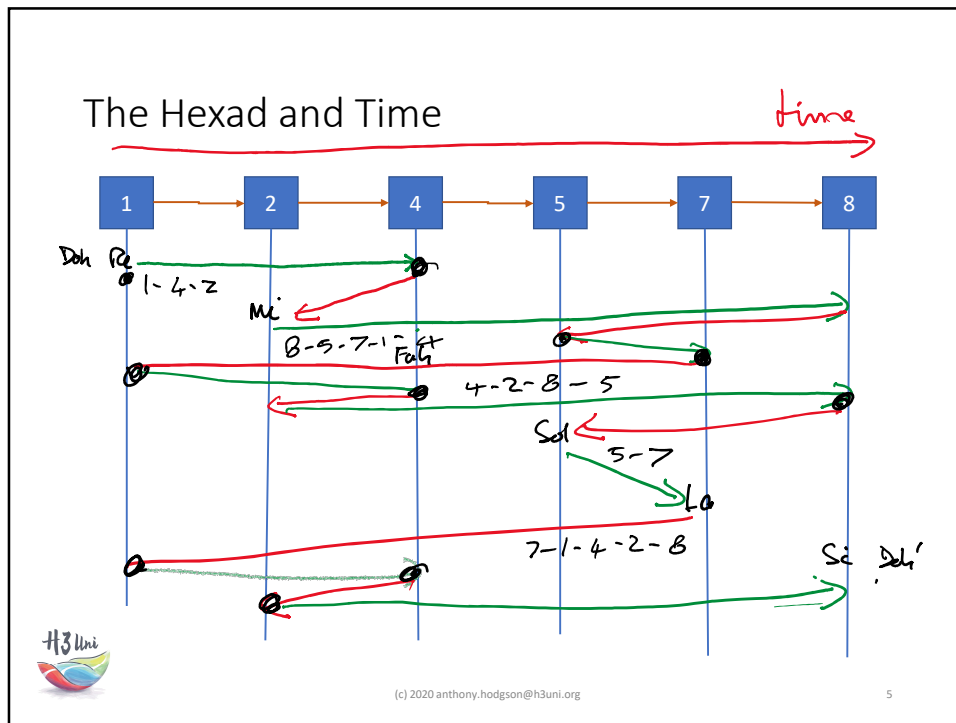 The Hexad and Time
time
1 2 4 5 7 8
Doh Re
1-4-2
Mi
8-5-7-1-4
Fah
4-2-8-5
Sol
5-7
La
7-1-4-2-8
Si Doh'
H3Uni
(c) 2020 anthony.hodgson@h3uni.org
5